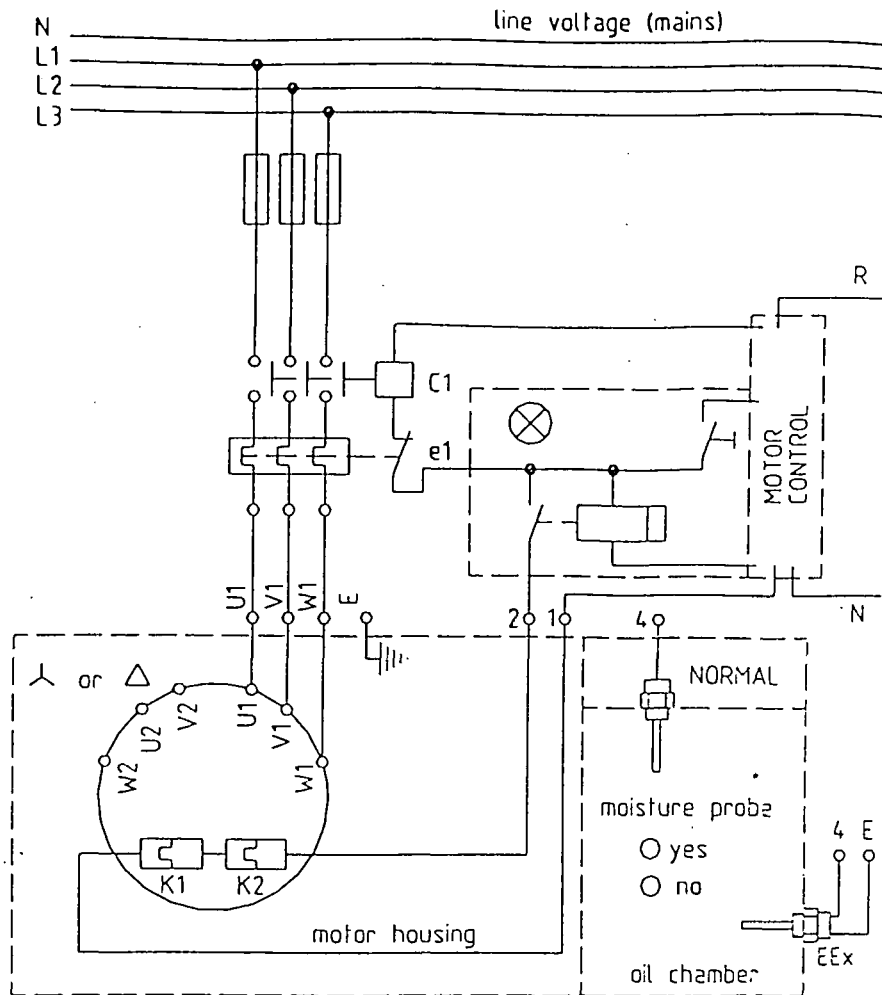 line voltage (mains)
N
L1
L2
L3
R
C1
e1
MOTOR
CONTROL
N
U1
V1
W1
E
2
1
4
or
NORMAL
U1
V1
W1
V2
U2
W2
moisture probe
yes
no
4
E
K1
K2
motor housing
EEx
oil chamber